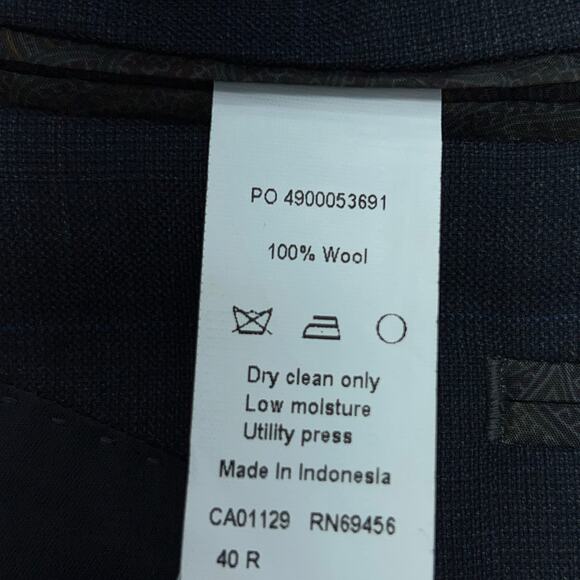 PO 4900053691
100% Wool
Dry clean only
Low moisture
Utility press
Made In Indonesia
CA01129 RN69456
40 R